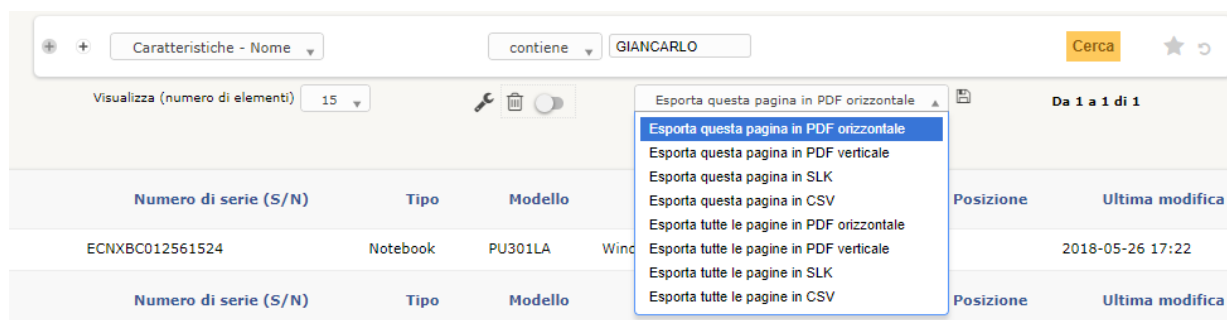 Caratteristiche - Nome contiene GIANCARLO Cerca
Visualizza (numero di elementi) 15 Esporta questa pagina in PDF orizzontale Da 1 a 1 di 1
Esporta questa pagina in PDF orizzontale
Esporta questa pagina in PDF verticale
Esporta questa pagina in SLK
Esporta questa pagina in CSV
Esporta tutte le pagine in PDF orizzontale
Esporta tutte le pagine in PDF verticale
Esporta tutte le pagine in SLK
Esporta tutte le pagine in CSV
Numero di serie (S/N) Tipo Modello Posizione Ultima modifica
ECNXBC012561524 Notebook PU301LA 2018-05-26 17:22
Numero di serie (S/N) Tipo Modello Posizione Ultima modifica